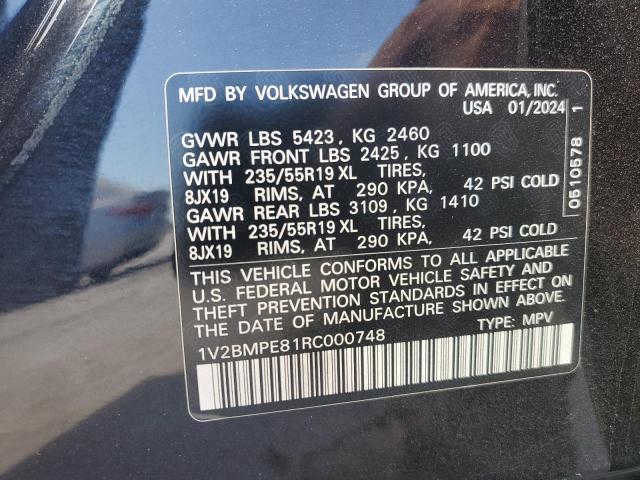 MFD BY VOLKSWAGEN GROUP OF AMERICA, INC.
USA 01/2024
GVWR LBS 5423, KG 2460
GAWR FRONT LBS 2425, KG 1100
WITH 235/55R19 XL TIRES,
8JX19 RIMS, AT 290 KPA, 42 PSI COLD
GAWR REAR LBS 3109, KG 1410
WITH 235/55R19 XL TIRES,
8JX19 RIMS, AT 290 KPA, 42 PSI COLD
THIS VEHICLE CONFORMS TO ALL APPLICABLE
U.S. FEDERAL MOTOR VEHICLE SAFETY AND
THEFT PREVENTION STANDARDS IN EFFECT ON
THE DATE OF MANUFACTURE SHOWN ABOVE.
1V2BMPE81RC000748 TYPE: MPV
0510578 1